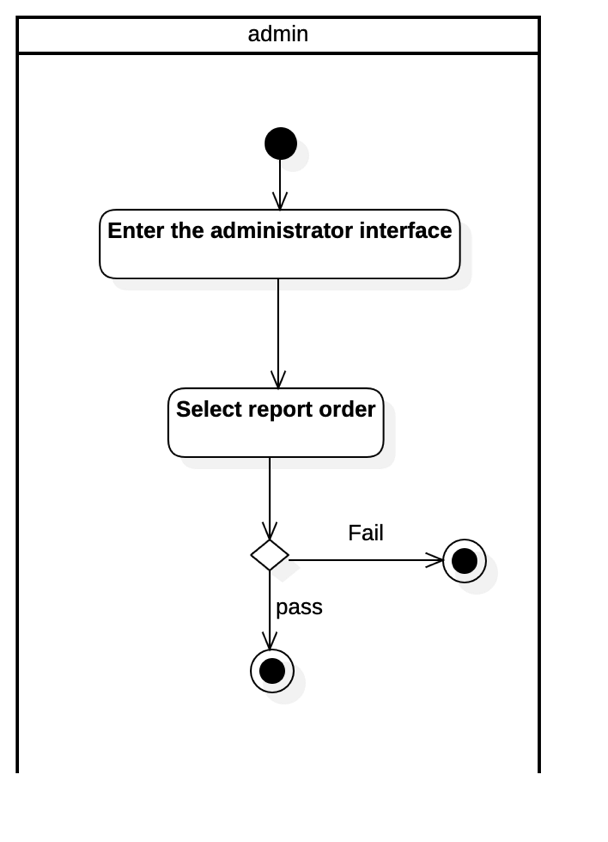 admin
Enter the administrator interface
Select report order
Fail
pass